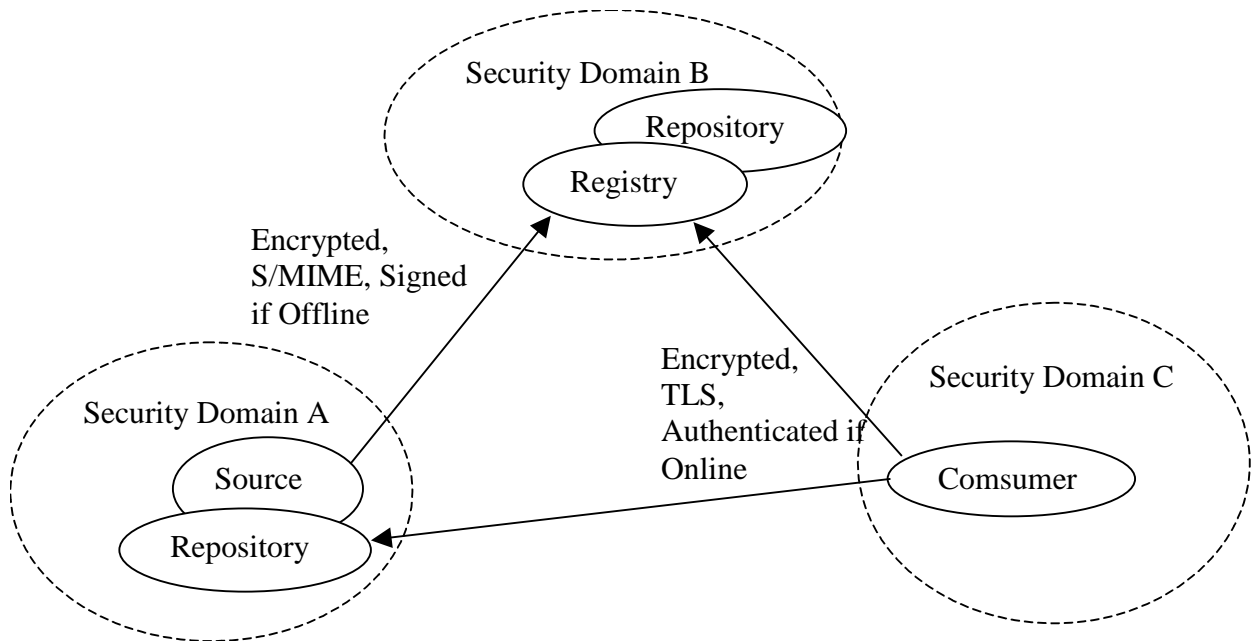 Security Domain B
Repository
Registry
Encrypted,
S/MIME, Signed
if Offline
Encrypted,
TLS,
Authenticated if
Online
Security Domain C
Comsumer
Security Domain A
Source
Repository